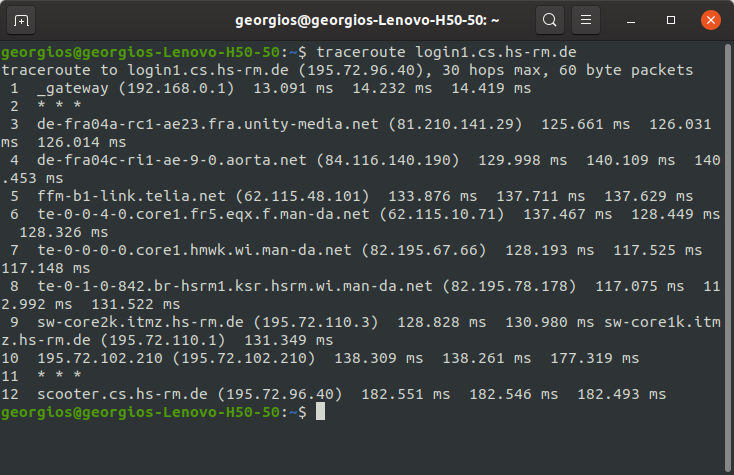 georgios@georgios-Lenovo-H50-50: ~
georgios@georgios-Lenovo-H50-50:~$ traceroute login1.cs.hs-rm.de
traceroute to login1.cs.hs-rm.de (195.72.96.40), 30 hops max, 60 byte packets
 1  _gateway (192.168.0.1)  13.091 ms  14.232 ms  14.419 ms
 2  * * *
 3  de-fra04a-rc1-ae23.fra.unity-media.net (81.210.141.29)  125.661 ms  126.031
ms  126.014 ms
 4  de-fra04c-ri1-ae-9-0.aorta.net (84.116.140.190)  129.998 ms  140.109 ms  140
.453 ms
 5  ffm-b1-link.telia.net (62.115.48.101)  133.876 ms  137.711 ms  137.629 ms
 6  te-0-0-4-0.core1.fr5.eqx.f.man-da.net (62.115.10.71)  137.467 ms  128.449 ms
  128.326 ms
 7  te-0-0-0-0.core1.hmwk.wi.man-da.net (82.195.67.66)  128.193 ms  117.525 ms
117.148 ms
 8  te-0-1-0-842.br-hsrm1.ksr.hsrm.wi.man-da.net (82.195.78.178)  117.075 ms  11
2.992 ms  131.522 ms
 9  sw-core2k.itmz.hs-rm.de (195.72.110.3)  128.828 ms  130.980 ms sw-core1k.itm
z.hs-rm.de (195.72.110.1)  131.349 ms
10  195.72.102.210 (195.72.102.210)  138.309 ms  138.261 ms  177.319 ms
11  * * *
12  scooter.cs.hs-rm.de (195.72.96.40)  182.551 ms  182.546 ms  182.493 ms
georgios@georgios-Lenovo-H50-50:~$